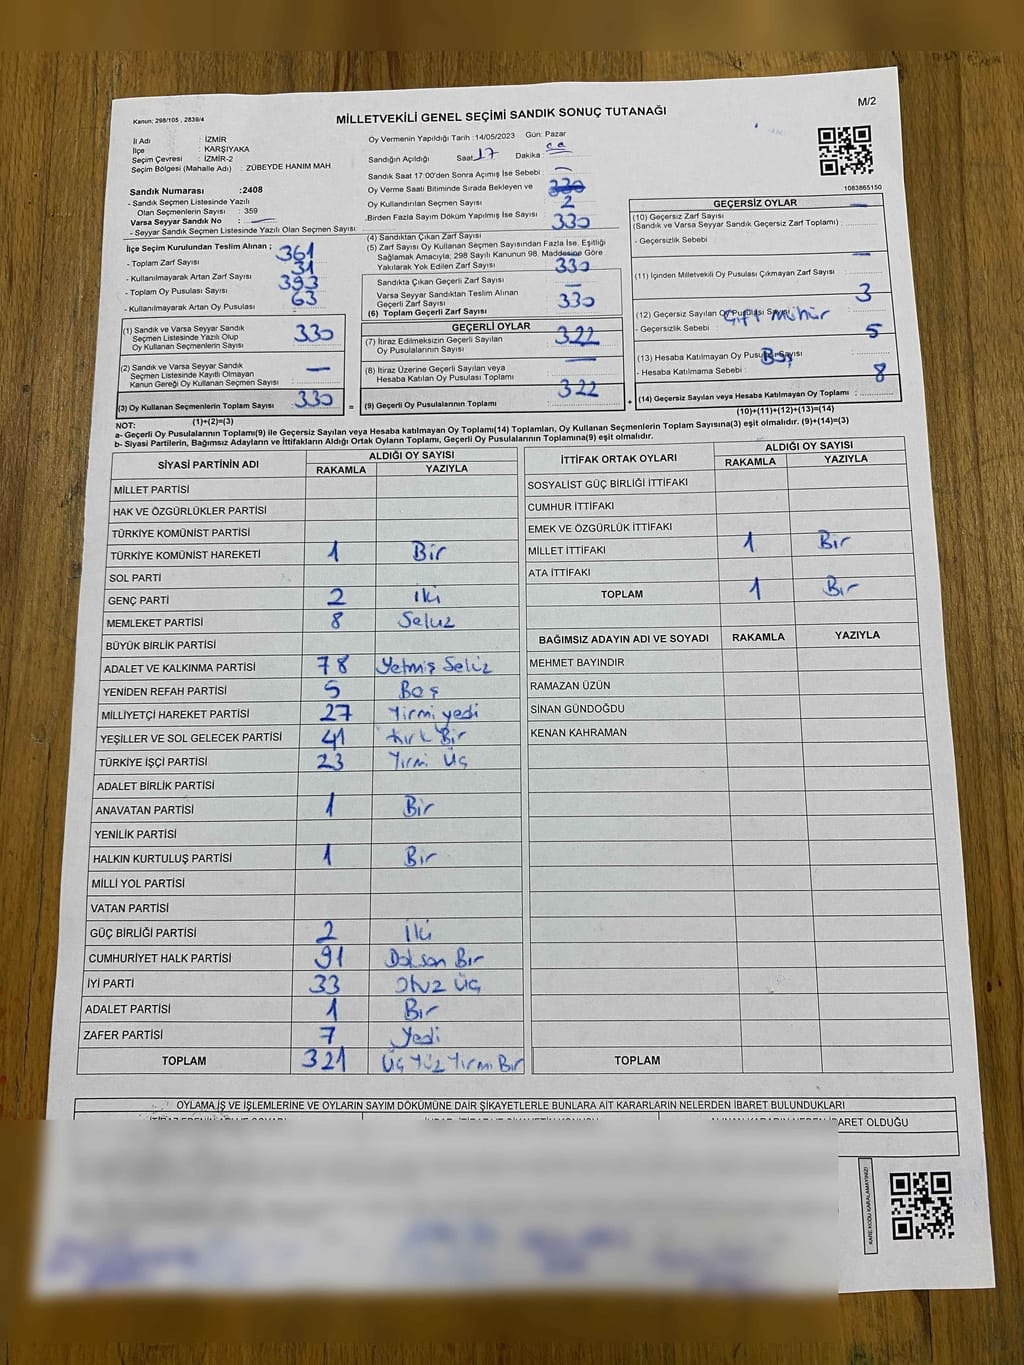 M/2
Kanun: 298/105 , 2839/4
MİLLETVEKİLİ GENEL SEÇİMİ SANDIK SONUÇ TUTANAĞI
İl Adı : İZMİR
İlçe : KARŞIYAKA
Seçim Çevresi : İZMİR-2
Seçim Bölgesi (Mahalle Adı) : ZÜBEYDE HANIM MAH.
Sandık Numarası :2408
- Sandık Seçmen Listesinde Yazılı
Olan Seçmenlerin Sayısı : 359
Varsa Seyyar Sandık No :
- Seyyar Sandık Seçmen Listesinde Yazılı Olan Seçmen Sayısı:
Oy Vermenin Yapıldığı Tarih :14/05/2023 Gün: Pazar
Sandığın Açıldığı Saat 17 Dakika :
Sandık Saat 17:00'den Sonra Açılmış İse Sebebi :
Oy Verme Saati Bitiminde Sırada Bekleyen ve 330
Oy Kullandırılan Seçmen Sayısı 2
.Birden Fazla Sayım Döküm Yapılmış İse Sayısı 330
1083865150
İlçe Seçim Kurulundan Teslim Alınan ;
- Toplam Zarf Sayısı 361
- Kullanılmayarak Artan Zarf Sayısı 31
- Toplam Oy Pusulası Sayısı 393
- Kullanılmayarak Artan Oy Pusulası 63
(1) Sandık ve Varsa Seyyar Sandık
Seçmen Listesinde Yazılı Olup
Oy Kullanan Seçmenlerin Sayısı 330
(2) Sandık ve Varsa Seyyar Sandık
Seçmen Listesinde Kayıtlı Olmayan
Kanun Gereği Oy Kullanan Seçmen Sayısı
(3) Oy Kullanan Seçmenlerin Toplam Sayısı 330
(1)+(2)=(3)
(4) Sandıktan Çıkan Zarf Sayısı
(5) Zarf Sayısı Oy Kullanan Seçmen Sayısından Fazla İse, Eşitliği
Sağlamak Amacıyla; 298 Sayılı Kanunun 98. Maddesine Göre
Yakılarak Yok Edilen Zarf Sayısı 330
Sandıkta Çıkan Geçerli Zarf Sayısı
Varsa Seyyar Sandıktan Teslim Alınan
Geçerli Zarf Sayısı 330
(6) Toplam Geçerli Zarf Sayısı
GEÇERLİ OYLAR
(7) İtiraz Edilmeksizin Geçerli Sayılan
Oy Pusulalarının Sayısı 322
(8) İtiraz Üzerine Geçerli Sayılan veya
Hesaba Katılan Oy Pusulası Toplamı
= (9) Geçerli Oy Pusulalarının Toplamı 322
GEÇERSİZ OYLAR
(10) Geçersiz Zarf Sayısı
(Sandık ve Varsa Seyyar Sandık Geçersiz Zarf Toplamı)
- Geçersizlik Sebebi
(11) İçinden Milletvekili Oy Pusulası Çıkmayan Zarf Sayısı
3
(12) Geçersiz Sayılan Oy Pusulası Sayısı
- Geçersizlik Sebebi : Çift Mühür
5
(13) Hesaba Katılmayan Oy Pusulası Sayısı
- Hesaba Katılmama Sebebi : Boş
8
+ (14) Geçersiz Sayılan veya Hesaba Katılmayan Oy Toplamı :
(10)+(11)+(12)+(13)=(14)
NOT:
a- Geçerli Oy Pusulasının Toplamı(9) ile Geçersiz Sayılan veya Hesaba Katılmayan Oy Toplamı(14) Toplamları, Oy Kullanan Seçmenlerin Toplam Sayısına(3) eşit olmalıdır. (9)+(14)=(3)
b- Siyasi Partilerin, Bağımsız Adayların ve İttifakların Aldığı Ortak Oyların Toplamı, Geçerli Oy Pusulalarının Toplamına(9) eşit olmalıdır.
SİYASİ PARTİNİN ADI ALDIĞI OY SAYISI
RAKAMLA YAZIYLA
MİLLET PARTİSİ
HAK VE ÖZGÜRLÜKLER PARTİSİ
TÜRKİYE KOMÜNİST PARTİSİ
TÜRKİYE KOMÜNİST HAREKETİ 1 Bir
SOL PARTİ
GENÇ PARTİ 2 İki
MEMLEKET PARTİSİ 8 Sekiz
BÜYÜK BİRLİK PARTİSİ
ADALET VE KALKINMA PARTİSİ 78 Yetmiş Sekiz
YENİDEN REFAH PARTİSİ 5 Beş
MİLLİYETÇİ HAREKET PARTİSİ 27 Yirmi yedi
YEŞİLLER VE SOL GELECEK PARTİSİ 41 Kırk Bir
TÜRKİYE İŞÇİ PARTİSİ 23 Yirmi Üç
ADALET BİRLİK PARTİSİ
ANAVATAN PARTİSİ 1 Bir
YENİLİK PARTİSİ
HALKIN KURTULUŞ PARTİSİ 1 Bir
MİLLİ YOL PARTİSİ
VATAN PARTİSİ
GÜÇ BİRLİĞİ PARTİSİ 2 İki
CUMHURİYET HALK PARTİSİ 91 Doksan Bir
İYİ PARTİ 33 Otuz Üç
ADALET PARTİSİ 1 Bir
ZAFER PARTİSİ 7 Yedi
TOPLAM 321 Üç Yüz Yirmi Bir
İTTİFAK ORTAK OYLARI ALDIĞI OY SAYISI
RAKAMLA YAZIYLA
SOSYALİST GÜÇ BİRLİĞİ İTTİFAKI
CUMHUR İTTİFAKI
EMEK VE ÖZGÜRLÜK İTTİFAKI
MİLLET İTTİFAKI 1 Bir
ATA İTTİFAKI
TOPLAM 1 Bir
BAĞIMSIZ ADAYIN ADI VE SOYADI RAKAMLA YAZIYLA
MEHMET BAYINDIR
RAMAZAN ÜZÜN
SİNAN GÜNDOĞDU
KENAN KAHRAMAN
TOPLAM
OYLAMA İŞ VE İŞLEMLERİNE VE OYLARIN SAYIM DÖKÜMÜNE DAİR ŞİKAYETLERLE BUNLARA AİT KARARLARIN NELERDEN İBARET BULUNDUKLARI
İBARET OLDUĞU
KARE KODU KARALAMAYINIZ!